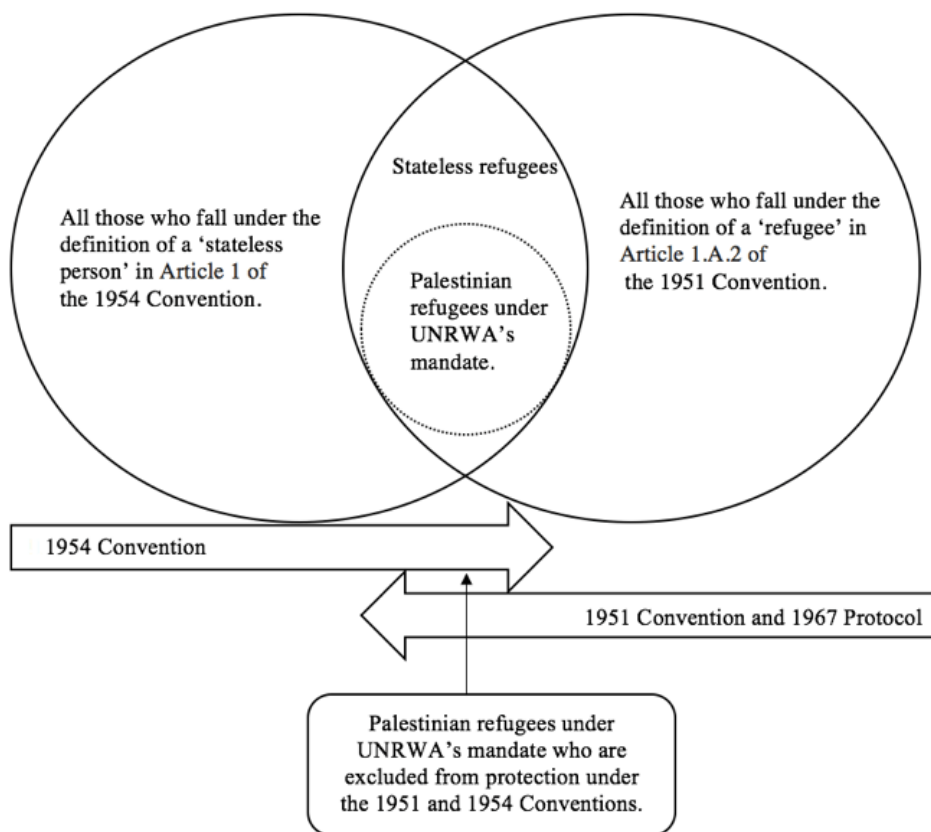 Stateless refugees
All those who fall under the
definition of a ‘stateless
person’ in Article 1 of
the 1954 Convention.
All those who fall under the
definition of a ‘refugee’ in
Article 1.A.2 of
the 1951 Convention.
Palestinian
refugees under
UNRWA’s
mandate.
1954 Convention
1951 Convention and 1967 Protocol
Palestinian refugees under
UNRWA’s mandate who are
excluded from protection under
the 1951 and 1954 Conventions.